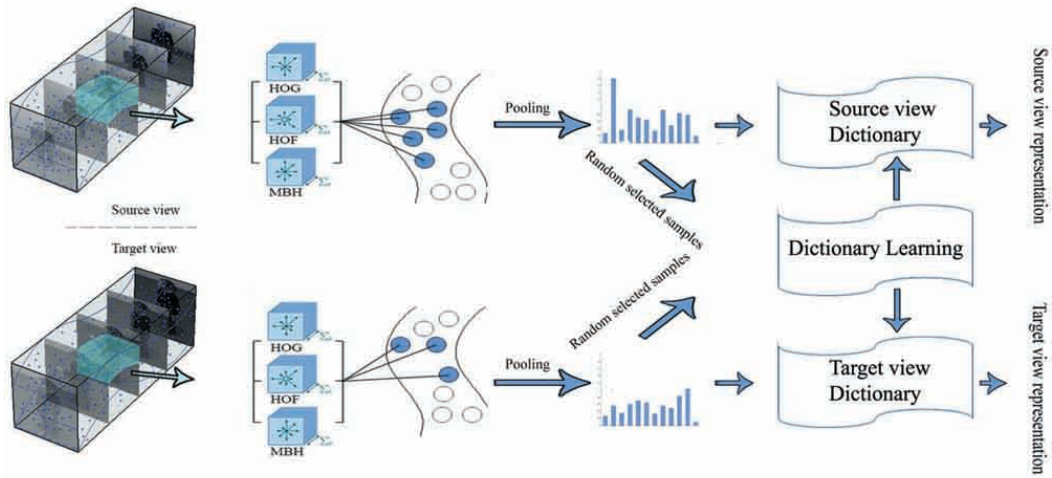 HOG
HOF
MBH
Pooling
Source view
Dictionary
Source view representation
Random selected samples
Source view
Target view
Dictionary Learning
Random selected samples
HOG
HOF
MBH
Pooling
Target view
Dictionary
Target view representation